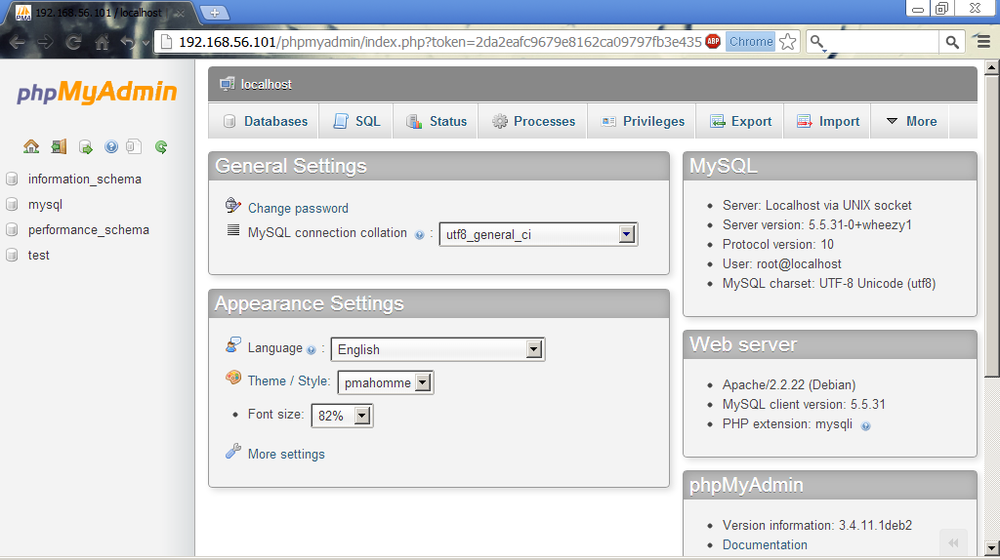 192.168.56.101 / localhost
192.168.56.101/phpmyadmin/index.php?token=2da2eafc9679e8162ca09797fb3e435 ABP Chrome
phpMyAdmin
information_schema
mysql
performance_schema
test
localhost
Databases SQL Status Processes Privileges Export Import More
General Settings
Change password
MySQL connection collation : utf8_general_ci
Appearance Settings
Language : English
Theme / Style: pmahomme
• Font size: 82%
More settings
MySQL
• Server: Localhost via UNIX socket
• Server version: 5.5.31-0+wheezy1
• Protocol version: 10
• User: root@localhost
• MySQL charset: UTF-8 Unicode (utf8)
Web server
• Apache/2.2.22 (Debian)
• MySQL client version: 5.5.31
• PHP extension: mysqli
phpMyAdmin
• Version information: 3.4.11.1deb2
• Documentation